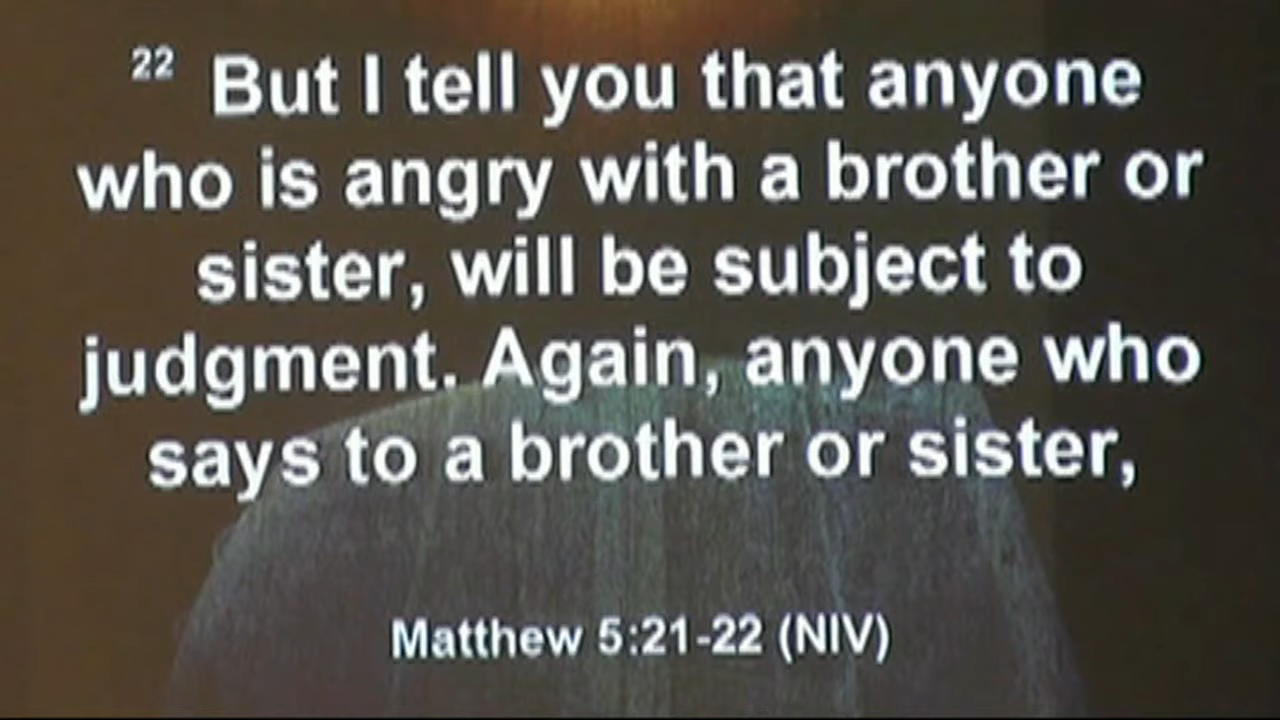 22 But I tell you that anyone
who is angry with a brother or
sister, will be subject to
judgment. Again, anyone who
says to a brother or sister,
Matthew 5:21-22 (NIV)